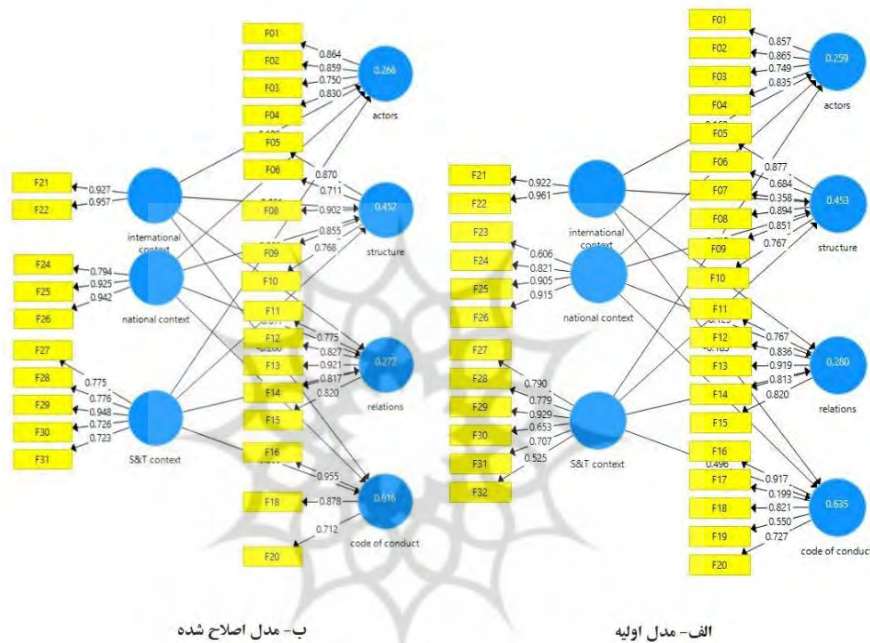 F01
F02
F03
F04
F05
F06
F08
F09
F10
F11
F12
F13
F14
F15
F16
F18
F20
0.864
0.859
0.750
0.830
0.266
actors
0.870
0.711
0.902
0.855
0.768
0.452
structure
0.775
0.827
0.921
0.817
0.820
0.272
relations
0.955
0.878
0.712
0.616
code of conduct
F21
F22
0.927
0.957
international
context
F24
F25
F26
0.794
0.925
0.942
national context
F27
F28
F29
F30
F31
0.775
0.776
0.948
0.726
0.723
S&T context
ب- مدل اصلاح شده
F01
F02
F03
F04
F05
F06
F07
F08
F09
F10
F11
F12
F13
F14
F15
F16
F17
F18
F19
F20
0.857
0.865
0.749
0.835
0.259
actors
0.877
0.684
0.358
0.894
0.851
0.767
0.453
structure
0.767
0.836
0.919
0.813
0.820
0.280
relations
0.496
0.917
0.199
0.821
0.550
0.727
0.635
code of conduct
F21
F22
0.922
0.961
international
context
F23
F24
F25
F26
0.606
0.821
0.905
0.915
national context
F27
F28
F29
F30
F31
F32
0.790
0.779
0.929
0.653
0.707
0.525
S&T context
الف- مدل اولیه